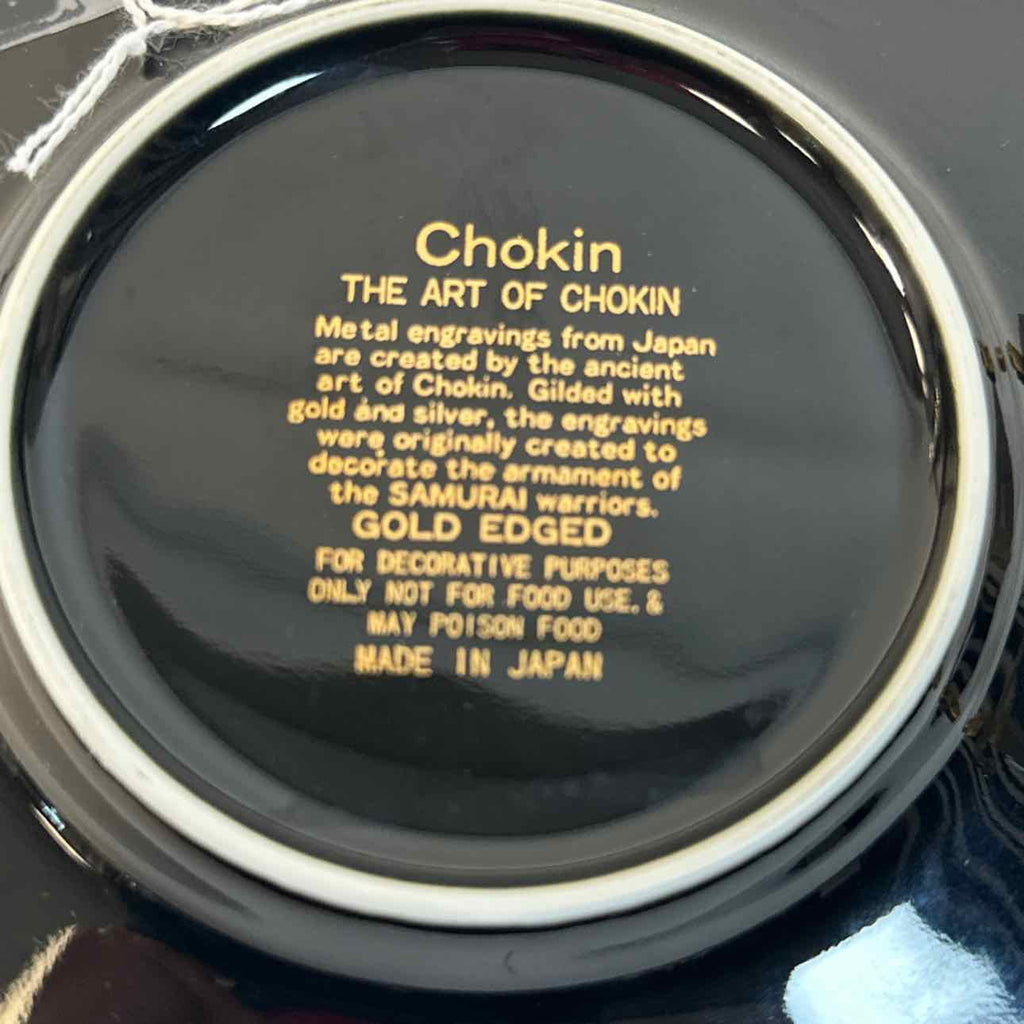 Chokin
THE ART OF CHOKIN
Metal engravings from Japan
are created by the ancient
art of Chokin. Gilded with
gold and silver, the engravings
were originally created to
decorate the armament of
the SAMURAI warriors.
GOLD EDGED
FOR DECORATIVE PURPOSES
ONLY NOT FOR FOOD USE. &
MAY POISON FOOD
MADE IN JAPAN